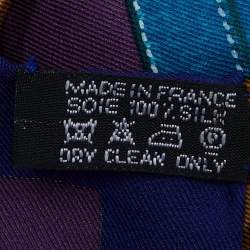 MADE IN FRANCE
SOIE 100% SILK
P
DRY CLEAN ONLY